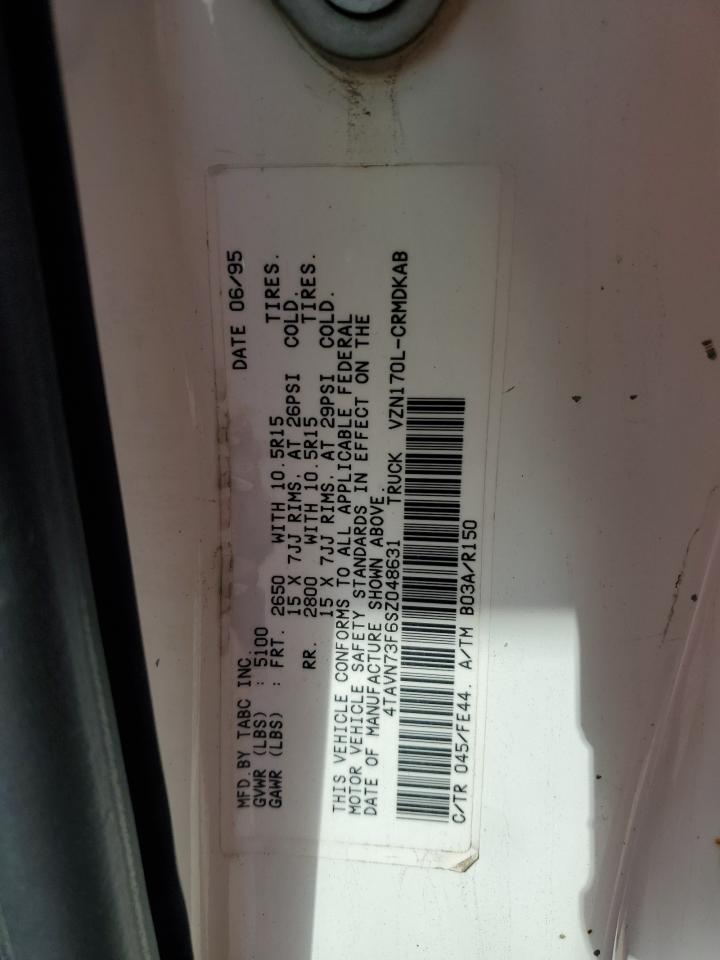 MFD.BY TABC INC. DATE 06/95
GVWR (LBS) : 5100
GAWR (LBS) : FRT. 2650 WITH 10.5R15 TIRES.
15 X 7JJ RIMS. AT 26PSI COLD.
RR. 2800 WITH 10.5R15 TIRES.
15 X 7JJ RIMS. AT 29PSI COLD.
THIS VEHICLE CONFORMS TO ALL APPLICABLE FEDERAL
MOTOR VEHICLE SAFETY STANDARDS IN EFFECT ON THE
DATE OF MANUFACTURE SHOWN ABOVE.
4TAVN73F6SZ048631 TRUCK VZN170L-CRMDKAB
C/TR 045/FE44. A/TM B03A/R150